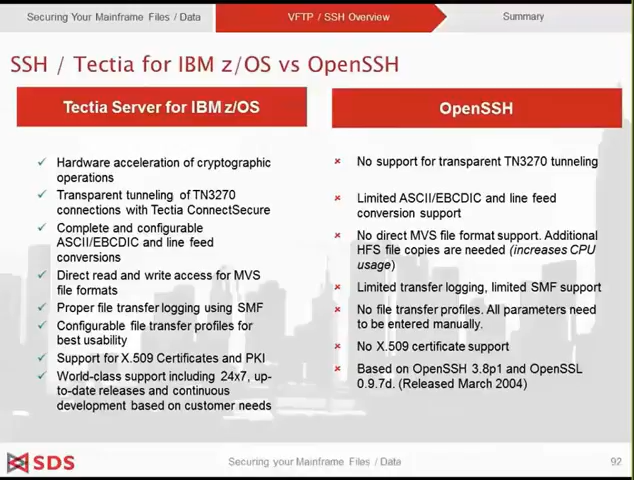 Securing Your Mainframe Files / Data
VFTP / SSH Overview
Summary
SSH / Tectia for IBM z/OS vs OpenSSH
Tectia Server for IBM z/OS
Hardware acceleration of cryptographic
operations
Transparent tunneling of TN3270
connections with Tectia ConnectSecure
Complete and configurable
ASCII/EBCDIC and line feed
conversions
Direct read and write access for MVS
file formats
Proper file transfer logging using SMF
Configurable file transfer profiles for
best usability
Support for X.509 Certificates and PKI
World-class support including 24x7, up-
to-date releases and continuous
development based on customer needs
OpenSSH
No support for transparent TN3270 tunneling
Limited ASCII/EBCDIC and line feed
conversion support
No direct MVS file format support. Additional
HFS file copies are needed (increases CPU
usage)
Limited transfer logging, limited SMF support
No file transfer profiles. All parameters need
to be entered manually.
No X.509 certificate support
Based on OpenSSH 3.8p1 and OpenSSL
0.9.7d. (Released March 2004)
SDS
Securing your Mainframe Files / Data
92